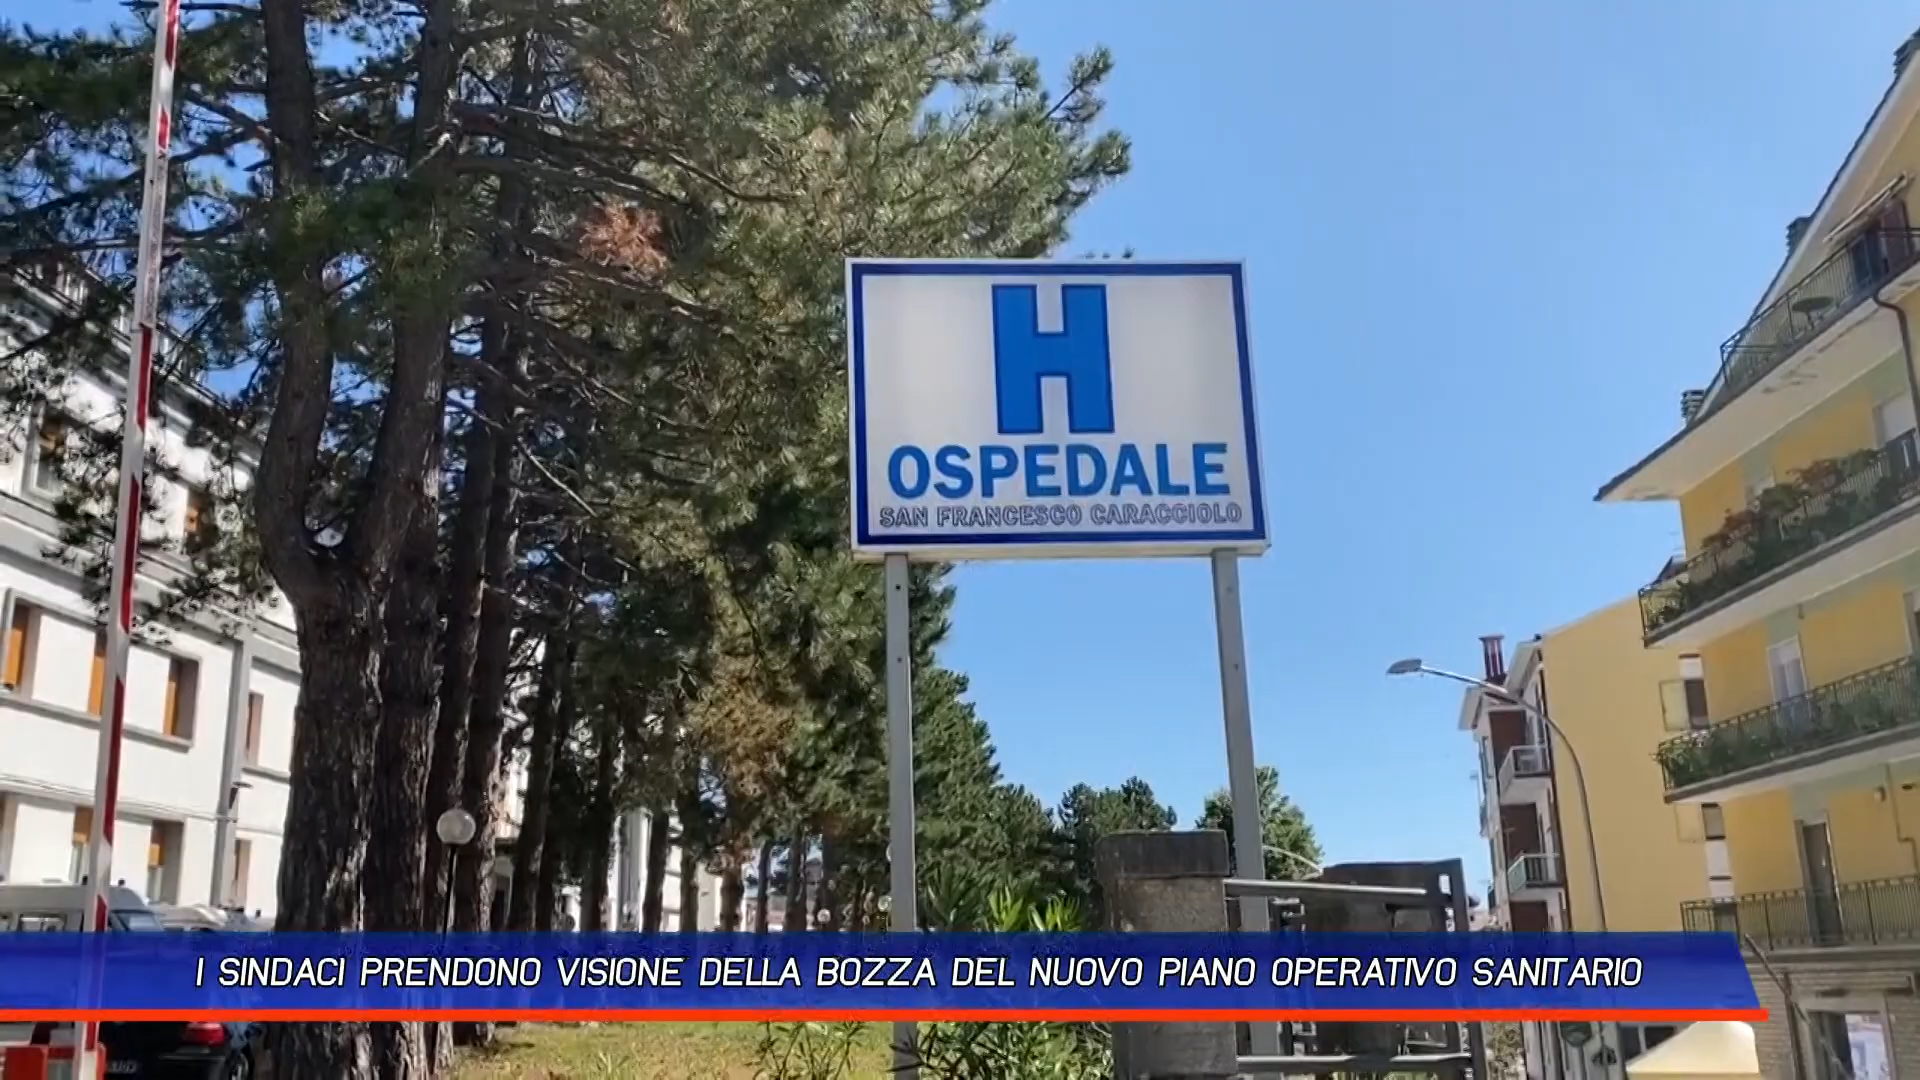 H
OSPEDALE
SAN FRANCESCO CARACCIOLO
I SINDACI PRENDONO VISIONE DELLA BOZZA DEL NUOVO PIANO OPERATIVO SANITARIO